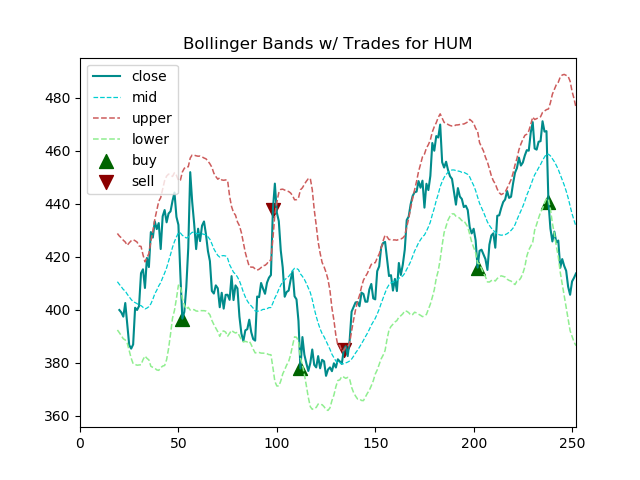 Bollinger Bands w/ Trades for HUM
close
mid
upper
lower
buy
sell
480
460
440
420
400
380
360
0 50 100 150 200 250